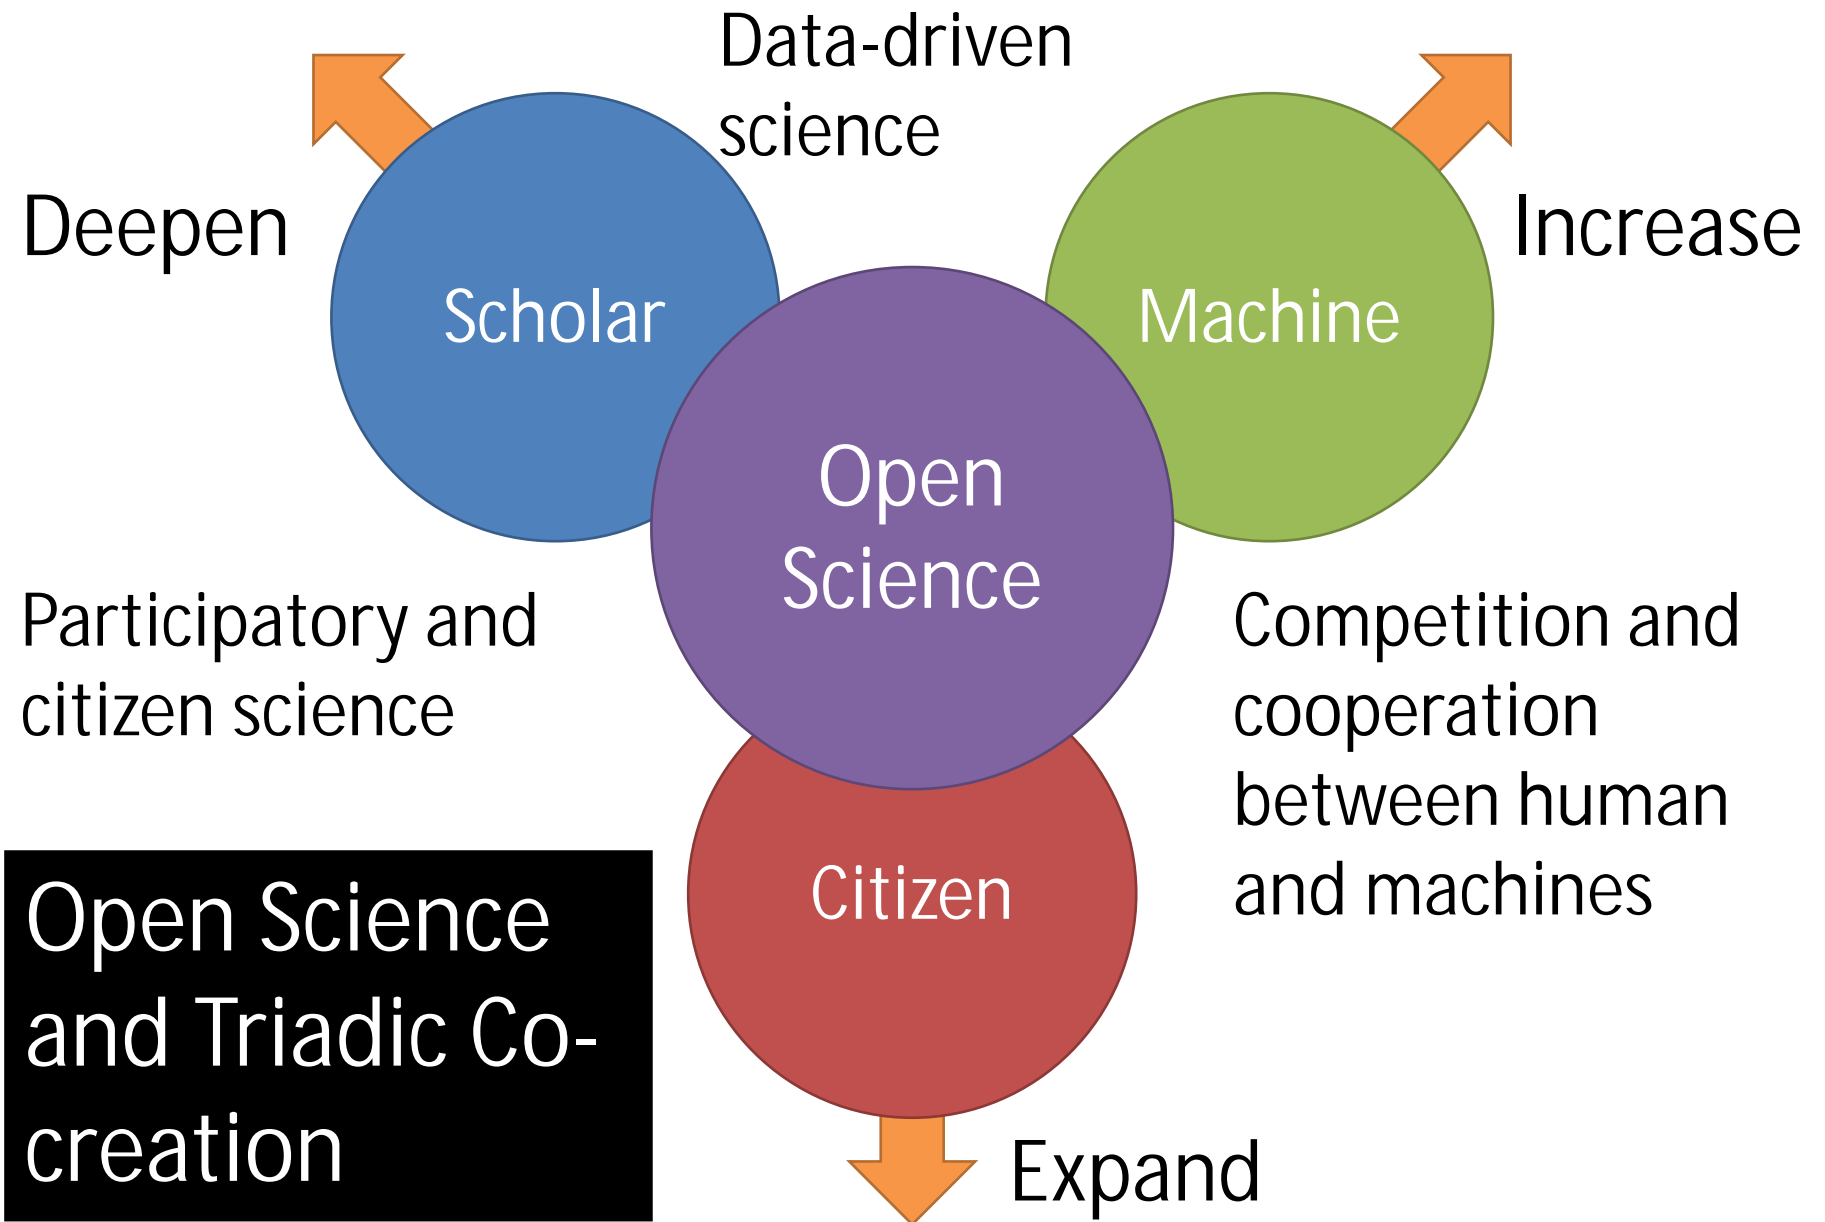 Data-driven
science
Deepen
Increase
Scholar
Machine
Open
Science
Participatory and
citizen science
Competition and
cooperation
between human
and machines
Citizen
Open Science
and Triadic Co-
creation
Expand